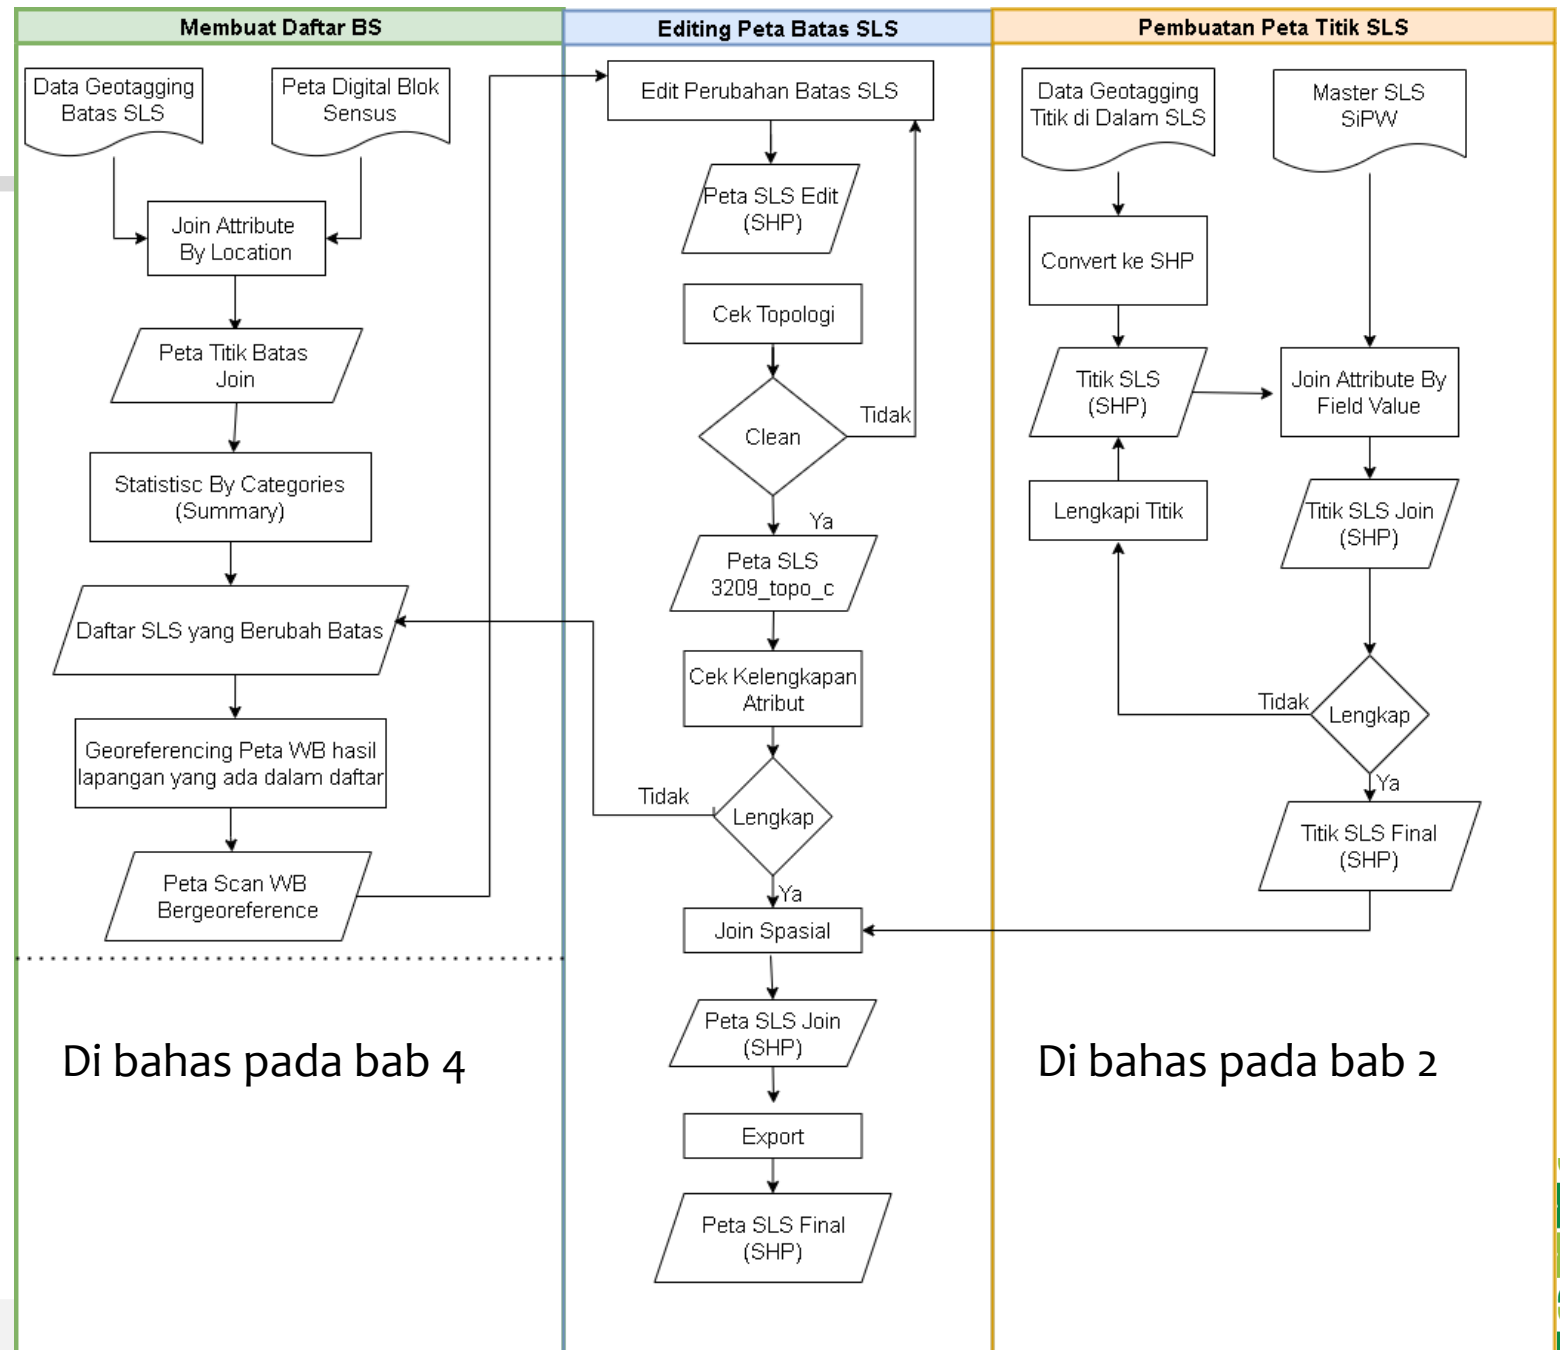 Membuat Daftar BS
Data Geotagging
Batas SLS
Peta Digital Blok
Sensus
Join Attribute
By Location
Peta Titik Batas
Join
Statistisc By Categories
(Summary)
Daftar SLS yang Berubah Batas
Georeferencing Peta WB hasil
lapangan yang ada dalam daftar
Peta Scan WB
Bergeoreference
Di bahas pada bab 4
Editing Peta Batas SLS
Edit Perubahan Batas SLS
Peta SLS Edit
(SHP)
Cek Topologi
Clean
Tidak
Ya
Peta SLS
3209_topo_c
Cek Kelengkapan
Atribut
Tidak
Lengkap
Ya
Join Spasial
Peta SLS Join
(SHP)
Export
Peta SLS Final
(SHP)
Pembuatan Peta Titik SLS
Data Geotagging
Titik di Dalam SLS
Master SLS
SiPW
Convert ke SHP
Titik SLS
(SHP)
Join Attribute By
Field Value
Lengkapi Titik
Titik SLS Join
(SHP)
Tidak
Lengkap
Ya
Titik SLS Final
(SHP)
Di bahas pada bab 2